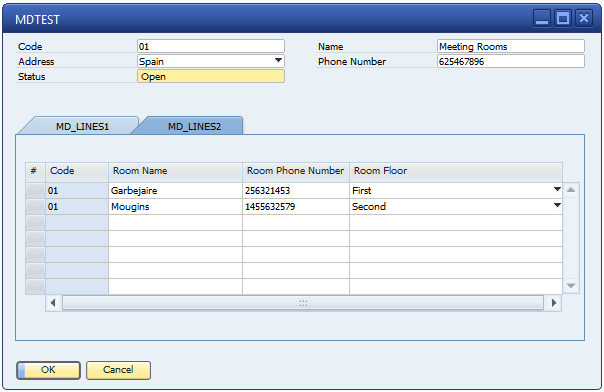 MDTEST
Code 01 Name Meeting Rooms
Address Spain Phone Number 625467896
Status Open
MD_LINES1 MD_LINES2
# Code Room Name Room Phone Number Room Floor
01 Garbejaire 256321453 First
01 Mougins 1455632579 Second
OK Cancel